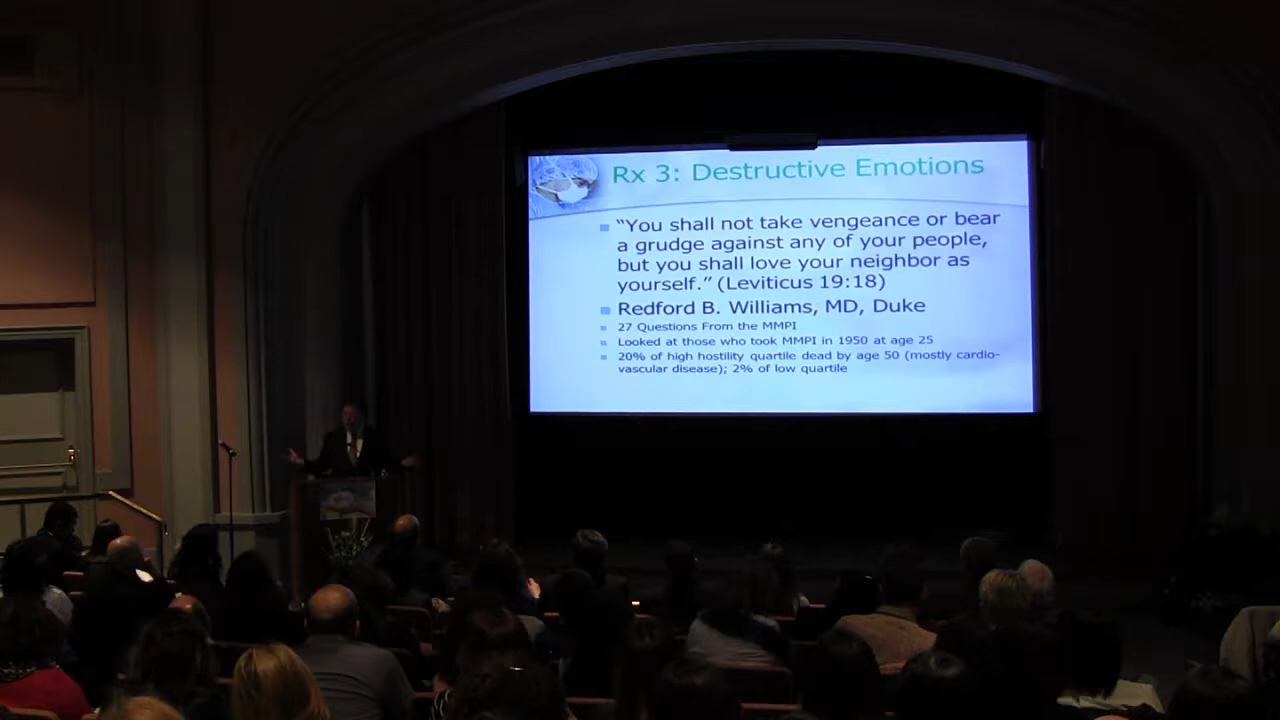 Rx 3: Destructive Emotions
“You shall not take vengeance or bear
a grudge against any of your people,
but you shall love your neighbor as
yourself.” (Leviticus 19:18)
Redford B. Williams, MD, Duke
27 Questions From the MMPI
Looked at those who took MMPI in 1950 at age 25
20% of high hostility quartile dead by age 50 (mostly cardio-
vascular disease); 2% of low quartile